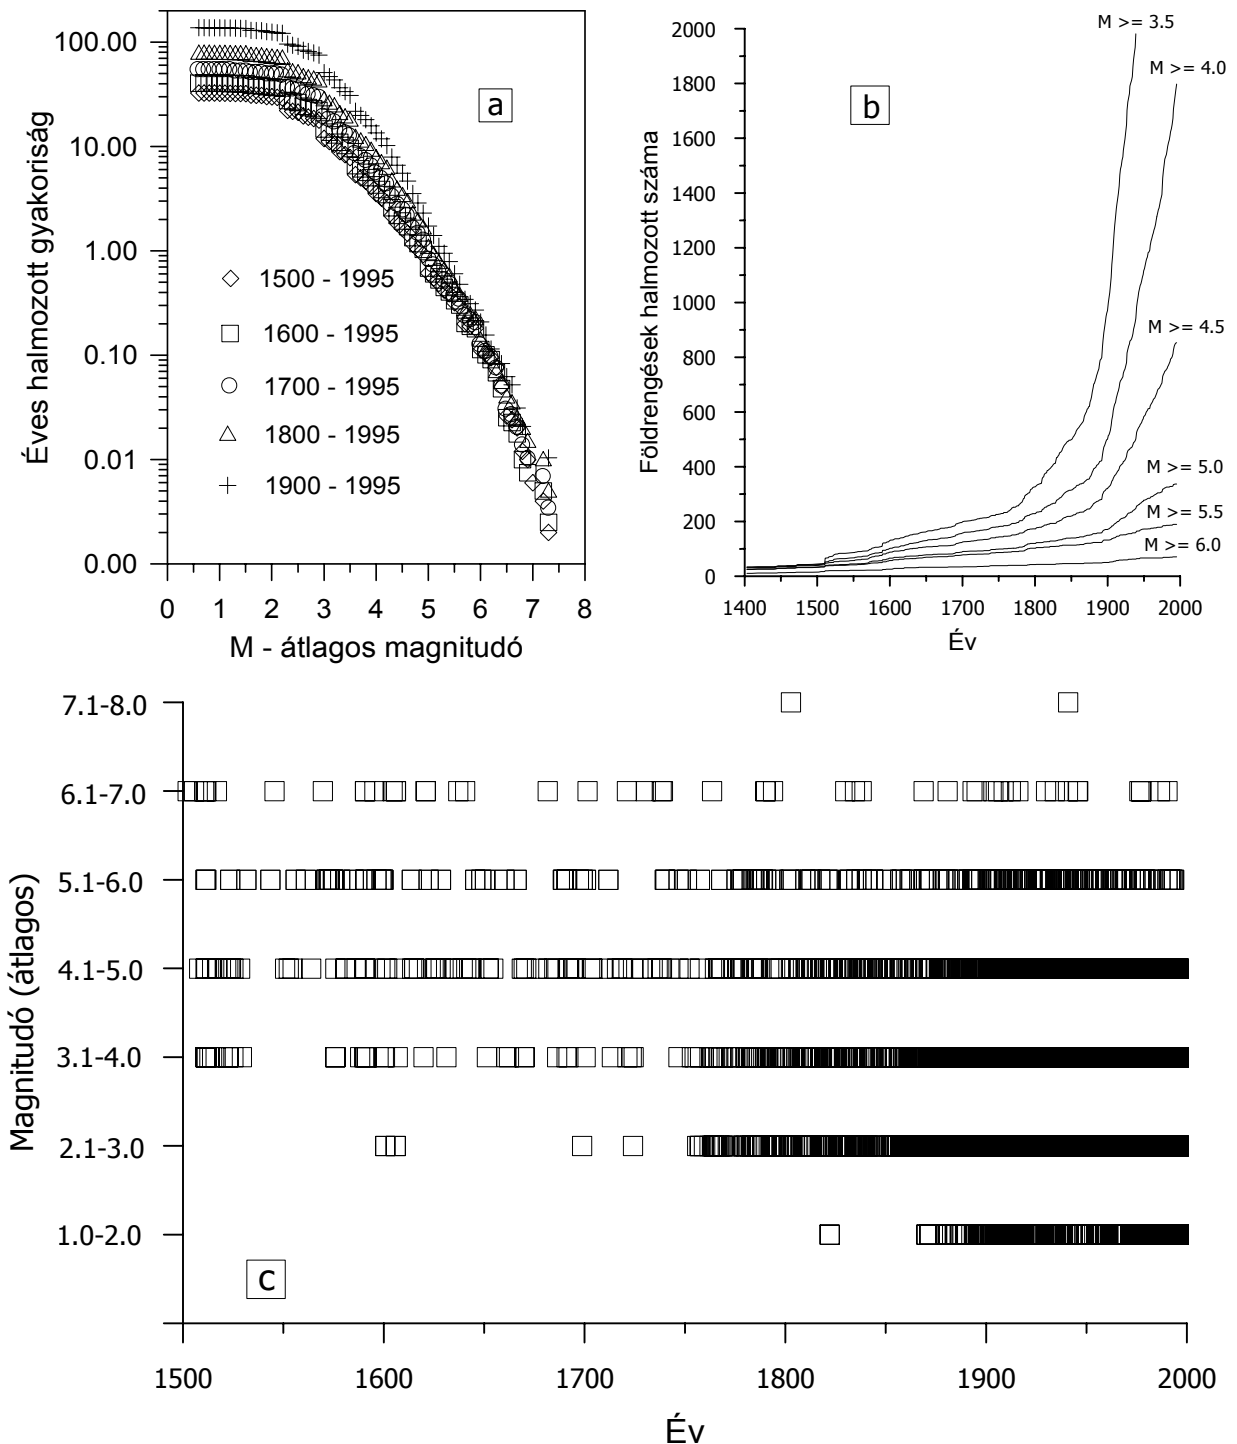 100.00
10.00
1.00
0.10
0.01
0.00
Éves halmozott gyakoriság
a
1500 - 1995
1600 - 1995
1700 - 1995
1800 - 1995
1900 - 1995
0 1 2 3 4 5 6 7 8
M - átlagos magnitudó
2000
1800
1600
1400
1200
1000
800
600
400
200
0
Földrengések halmozott száma
b
M >= 3.5
M >= 4.0
M >= 4.5
M >= 5.0
M >= 5.5
M >= 6.0
1400 1500 1600 1700 1800 1900 2000
Év
7.1-8.0
6.1-7.0
5.1-6.0
4.1-5.0
3.1-4.0
2.1-3.0
1.0-2.0
Magnitudó (átlagos)
c
1500 1600 1700 1800 1900 2000
Év